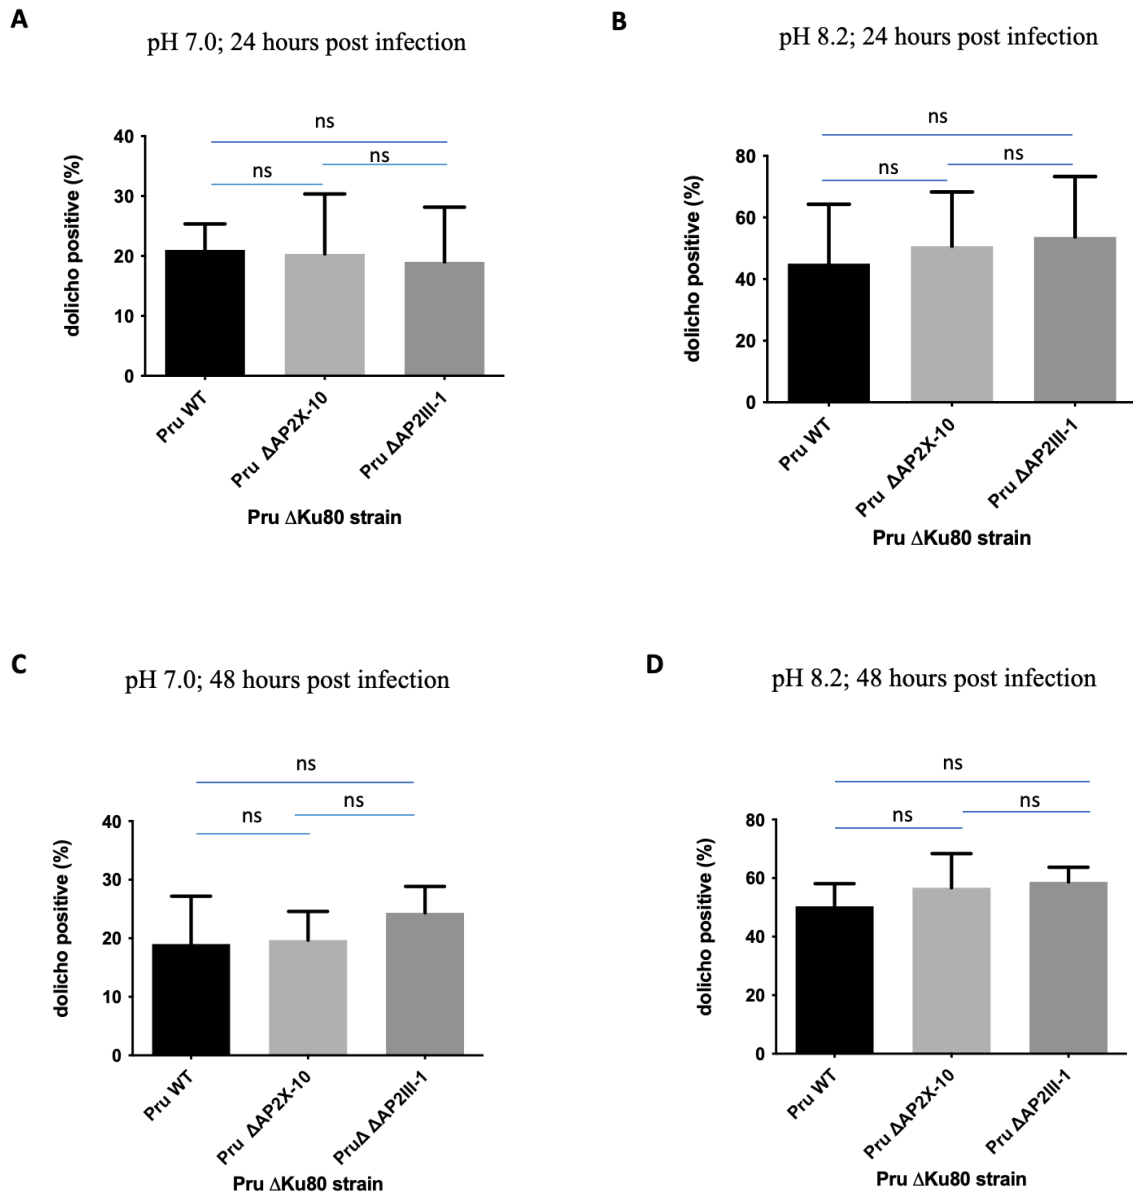 A
pH 7.0; 24 hours post infection
ns
ns
ns
dolicho positive (%)
40
30
20
10
0
Pru WT
Pru ΔAP2X-10
Pru ΔAP2III-1
Pru ΔKu80 strain
B
pH 8.2; 24 hours post infection
ns
ns
ns
dolicho positive (%)
80
60
40
20
0
Pru WT
Pru ΔAP2X-10
Pru ΔAP2III-1
Pru ΔKu80 strain
C
pH 7.0; 48 hours post infection
ns
ns
ns
dolicho positive (%)
40
30
20
10
0
Pru WT
Pru ΔAP2X-10
PruΔ ΔAP2III-1
Pru ΔKu80 strain
D
pH 8.2; 48 hours post infection
ns
ns
ns
dolicho positive (%)
80
60
40
20
0
Pru WT
Pru ΔAP2X-10
Pru ΔAP2III-1
Pru ΔKu80 strain